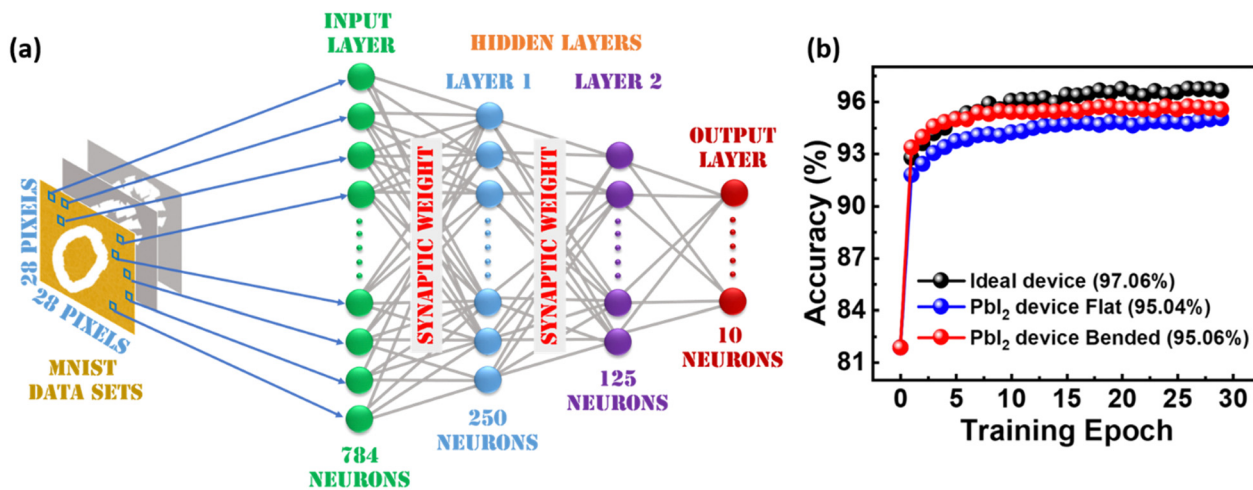 (a)
INPUT
LAYER
HIDDEN LAYERS
LAYER 1
LAYER 2
OUTPUT
LAYER
SYNAPTIC WEIGHT
SYNAPTIC WEIGHT
28 PIXELS
28 PIXELS
MNIST
DATA SETS
784
NEURONS
250
NEURONS
125
NEURONS
10
NEURONS
(b)
Accuracy (%)
96
93
90
87
84
81
Ideal device (97.06%)
PbI₂ device Flat (95.04%)
PbI₂ device Bended (95.06%)
0 5 10 15 20 25 30
Training Epoch